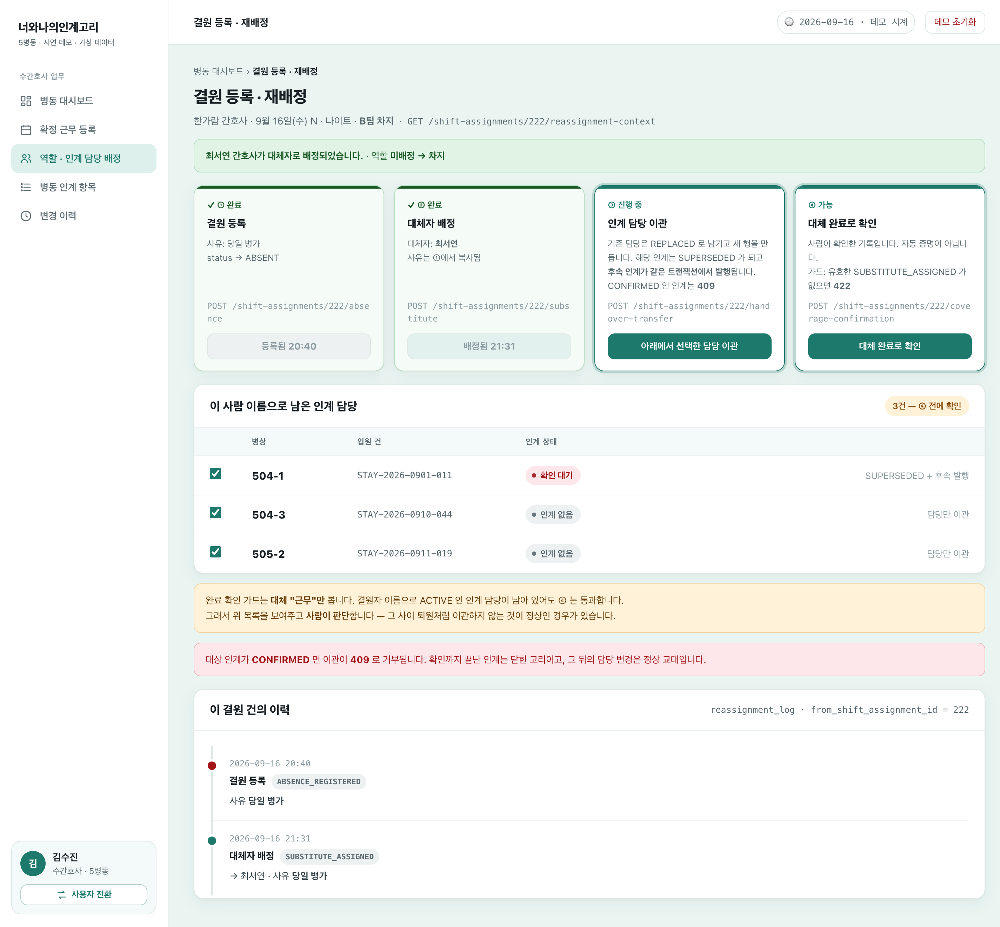 너와나의인계고리
5병동 · 시연 데모 · 가상 데이터
수간호사 업무
병동 대시보드
확정 근무 등록
역할 · 인계 담당 배정
병동 인계 항목
변경 이력
김
김수진
수간호사 · 5병동
사용자 전환
결원 등록 · 재배정
2026-09-16 · 데모 시계
데모 초기화
병동 대시보드 › 결원 등록 · 재배정
결원 등록 · 재배정
한가람 간호사 · 9월 16일(수) N · 나이트 · B팀 차지 · GET /shift-assignments/222/reassignment-context
최서연 간호사가 대체자로 배정되었습니다. · 역할 미배정 → 차지
✓ ① 완료
결원 등록
사유: 당일 병가
status → ABSENT
POST /shift-assignments/222/abse
nce
등록됨 20:40
✓ ② 완료
대체자 배정
대체자: 최서연
사유는 ①에서 복사됨
POST /shift-assignments/222/subs
titute
배정됨 21:31
③ 진행 중
인계 담당 이관
기존 담당은 REPLACED 로 남기고 새 행을 만
듭니다. 해당 인계는 SUPERSEDED 가 되고
후속 인계가 같은 트랜잭션에서 발행됩니다.
CONFIRMED 인 인계는 409
POST /shift-assignments/222/hand
over-transfer
아래에서 선택한 담당 이관
④ 가능
대체 완료로 확인
사람이 확인한 기록입니다. 자동 증명이 아닙니
다.
가드: 유효한 SUBSTITUTE_ASSIGNED 가
없으면 422
POST /shift-assignments/222/cove
rage-confirmation
대체 완료로 확인
이 사람 이름으로 남은 인계 담당
3건 — ④ 전에 확인
병상 입원 건 인계 상태
504-1 STAY-2026-0901-011 확인 대기 SUPERSEDED + 후속 발행
504-3 STAY-2026-0910-044 인계 없음 담당만 이관
505-2 STAY-2026-0911-019 인계 없음 담당만 이관
완료 확인 가드는 대체 "근무"만 봅니다. 결원자 이름으로 ACTIVE 인 인계 담당이 남아 있어도 ④ 는 통과합니다.
그래서 위 목록을 보여주고 사람이 판단합니다 — 그 사이 퇴원처럼 이관하지 않는 것이 정상인 경우가 있습니다.
대상 인계가 CONFIRMED 면 이관이 409 로 거부됩니다. 확인까지 끝난 인계는 닫힌 고리이고, 그 뒤의 담당 변경은 정상 교대입니다.
이 결원 건의 이력
reassignment_log · from_shift_assignment_id = 222
2026-09-16 20:40
결원 등록 ABSENCE_REGISTERED
사유 당일 병가
2026-09-16 21:31
대체자 배정 SUBSTITUTE_ASSIGNED
→ 최서연 · 사유 당일 병가